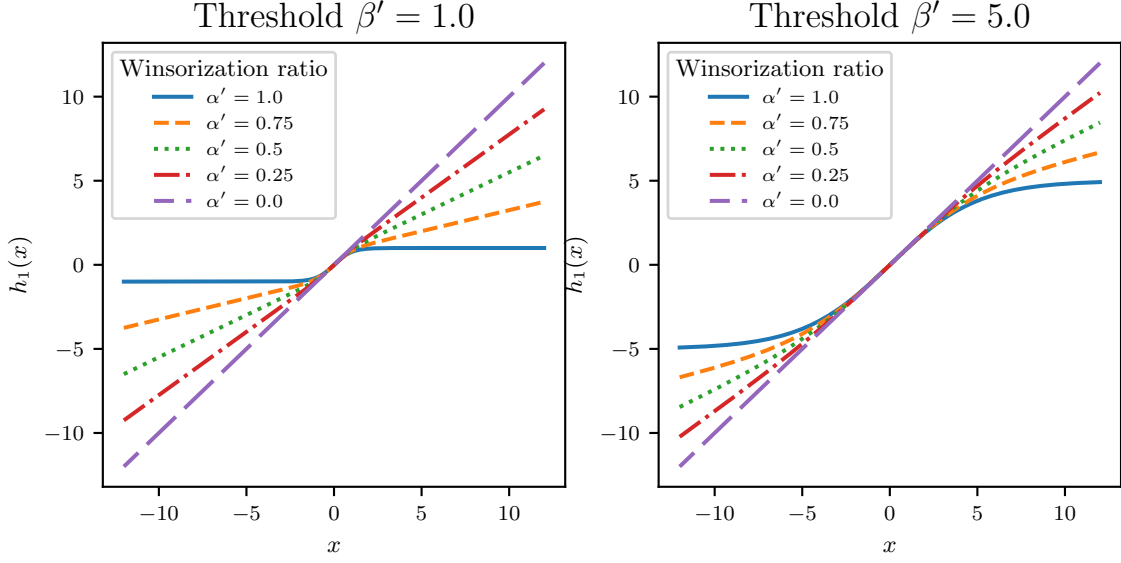 Threshold β′ = 1.0
Winsorization ratio
α′ = 1.0
α′ = 0.75
α′ = 0.5
α′ = 0.25
α′ = 0.0
10
5
0
−5
−10
h₁(x)
−10 −5 0 5 10
x
Threshold β′ = 5.0
Winsorization ratio
α′ = 1.0
α′ = 0.75
α′ = 0.5
α′ = 0.25
α′ = 0.0
10
5
0
−5
−10
h₁(x)
−10 −5 0 5 10
x